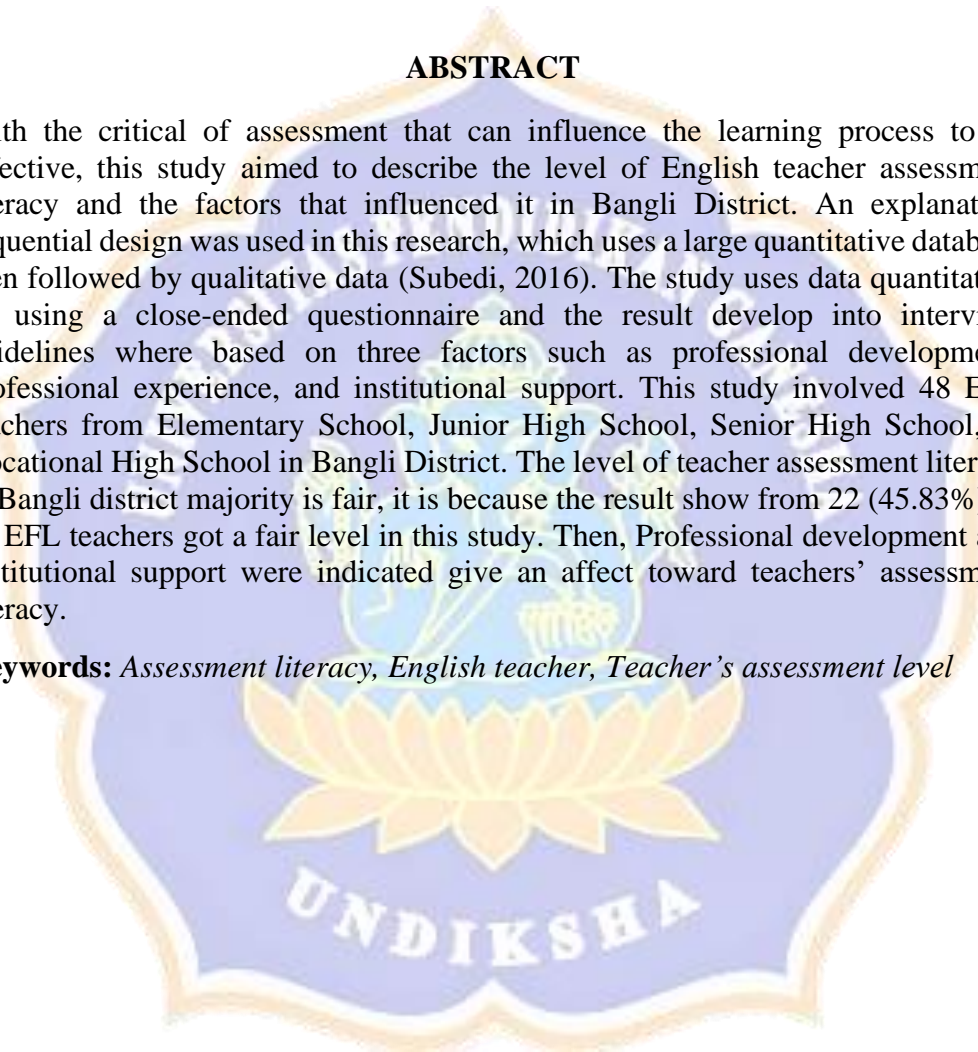 UNIVERSITAS PENDIDIKAN GANESHA
ABSTRACT
ith the critical of assessment that can influence the learning process to
fective, this study aimed to describe the level of English teacher assessm
eracy and the factors that influenced it in Bangli District. An explanat
quential design was used in this research, which uses a large quantitative datab
en followed by qualitative data (Subedi, 2016). The study uses data quantitat
using a close-ended questionnaire and the result develop into intervi
idelines where based on three factors such as professional developme
ofessional experience, and institutional support. This study involved 48 E
achers from Elementary School, Junior High School, Senior High School,
ocational High School in Bangli District. The level of teacher assessment liter
Bangli district majority is fair, it is because the result show from 22 (45.83%
EFL teachers got a fair level in this study. Then, Professional development a
stitutional support were indicated give an affect toward teachers’ assessm
eracy.
eywords: Assessment literacy, English teacher, Teacher’s assessment level
UNDIKSHA